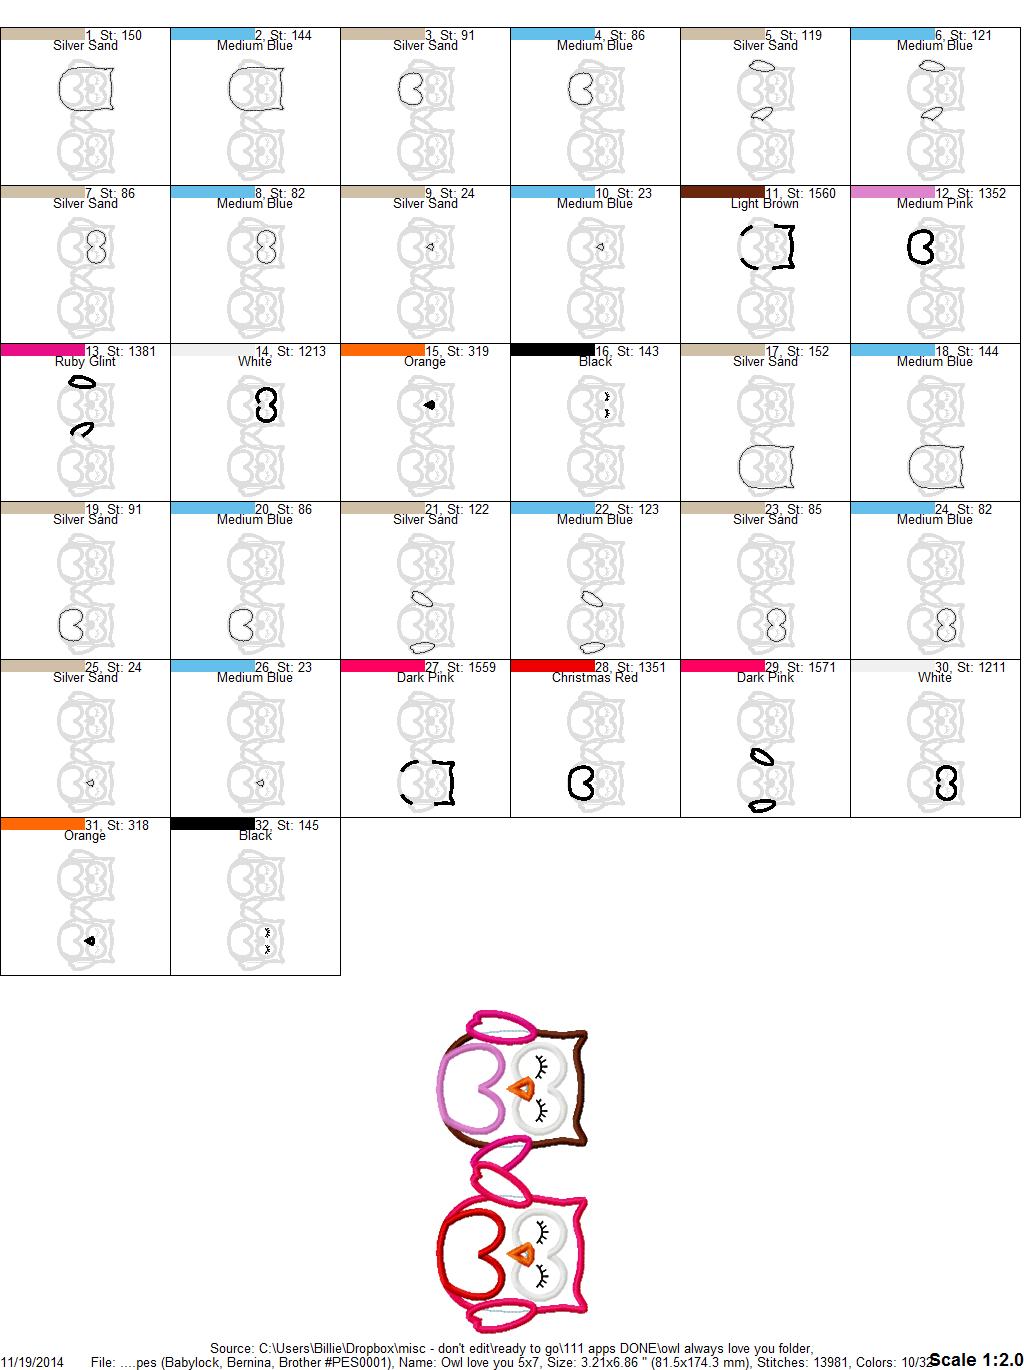 1, St: 150
Silver Sand
2, St: 144
Medium Blue
3, St: 91
Silver Sand
4, St: 86
Medium Blue
5, St: 119
Silver Sand
6, St: 121
Medium Blue
7, St: 86
Silver Sand
8, St: 82
Medium Blue
9, St: 24
Silver Sand
10, St: 23
Medium Blue
11, St: 1560
Light Brown
12, St: 1352
Medium Pink
13, St: 1381
Ruby Glint
14, St: 1213
White
15, St: 319
Orange
16, St: 143
Black
17, St: 152
Silver Sand
18, St: 144
Medium Blue
19, St: 91
Silver Sand
20, St: 86
Medium Blue
21, St: 122
Silver Sand
22, St: 123
Medium Blue
23, St: 85
Silver Sand
24, St: 82
Medium Blue
25, St: 24
Silver Sand
26, St: 23
Medium Blue
27, St: 1559
Dark Pink
28, St: 1351
Christmas Red
29, St: 1571
Dark Pink
30, St: 1211
White
31, St: 318
Orange
32, St: 145
Black
Source: C:\Users\Billie\Dropbox\misc - don't edit\ready to go\111 apps DONE\owl always love you folder,
11/19/2014 File: ....pes (Babylock, Bernina, Brother #PES0001), Name: Owl love you 5x7, Size: 3.21x6.86 " (81.5x174.3 mm), Stitches: 13981, Colors: 10/32 Scale 1:2.0